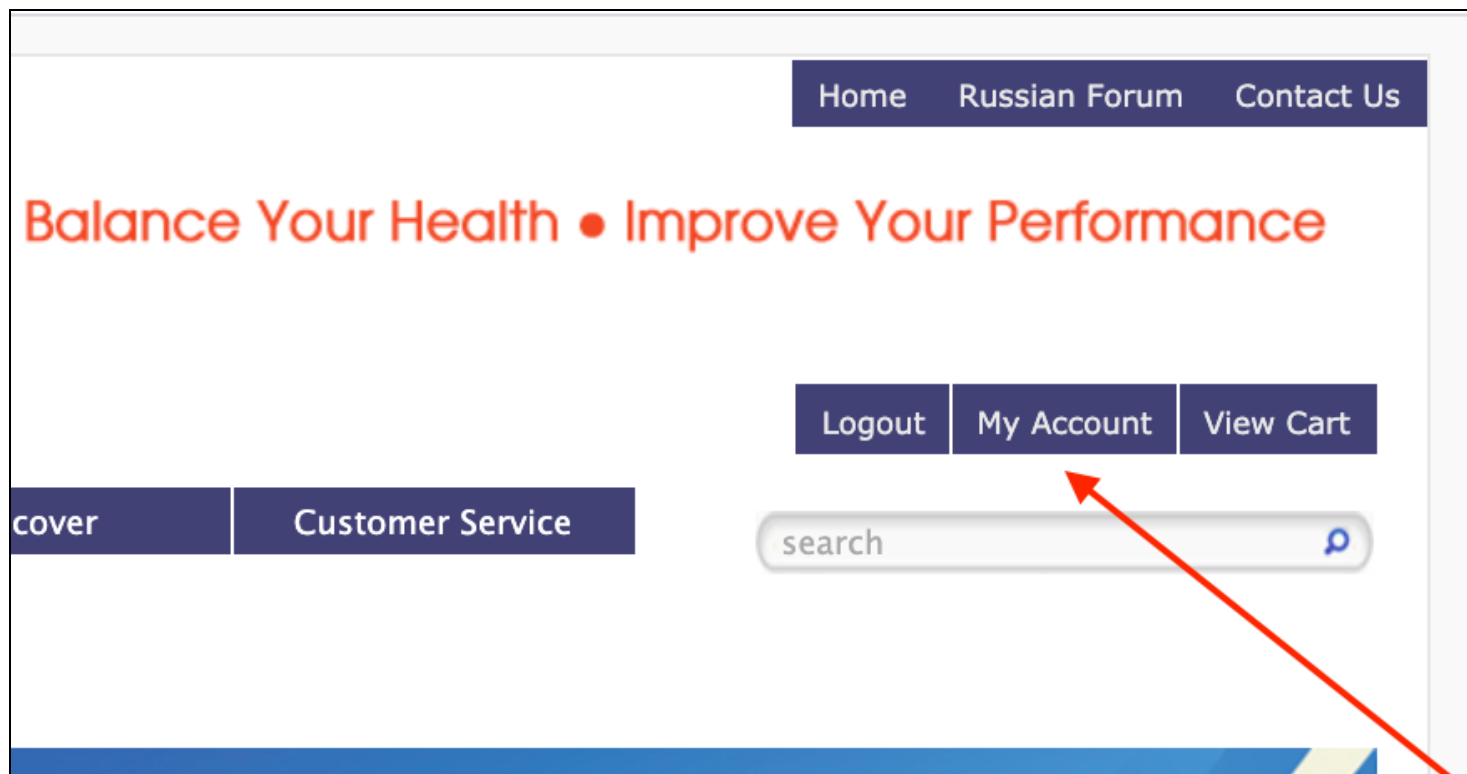 Home Russian Forum Contact Us
Balance Your Health • Improve Your Performance
Logout My Account View Cart
cover Customer Service
search